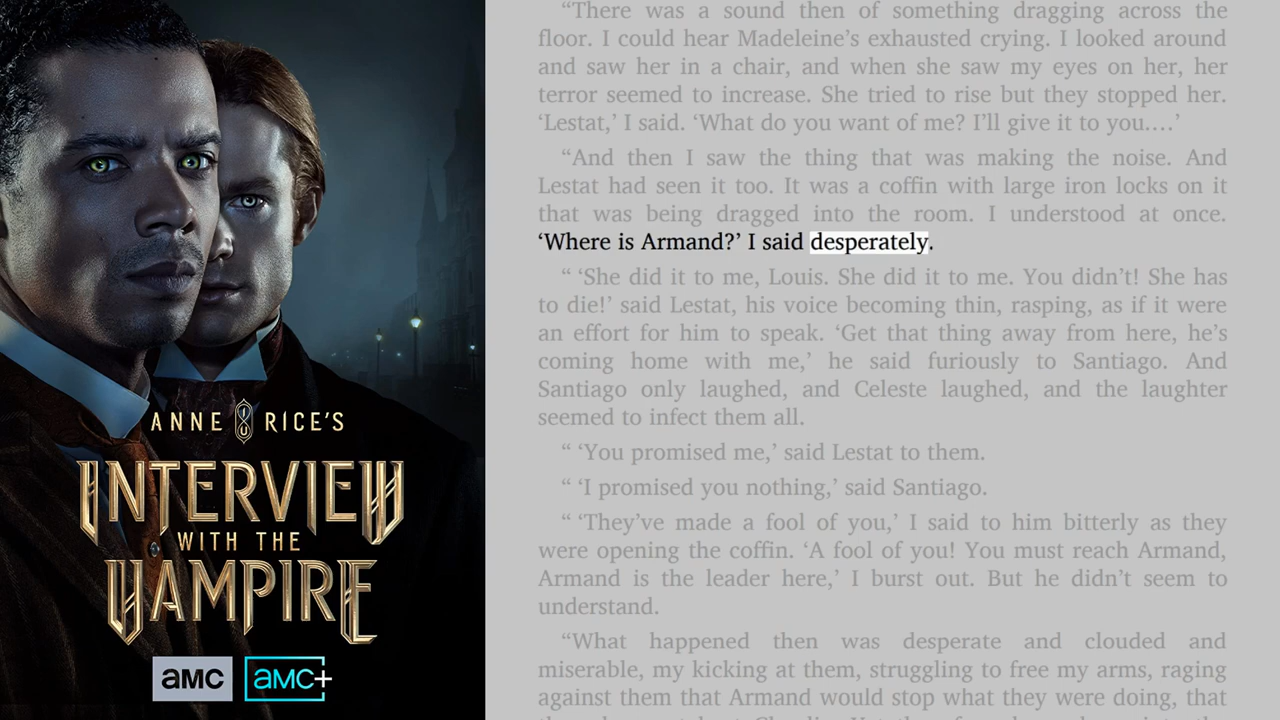 ANNE RICE'S
INTERVIEW
WITH THE
VAMPIRE
aMC
aMC+
“There was a sound then of something dragging across the
floor. I could hear Madeleine’s exhausted crying. I looked around
and saw her in a chair, and when she saw my eyes on her, her
terror seemed to increase. She tried to rise but they stopped her.
‘Lestat,’ I said. ‘What do you want of me? I’ll give it to you.…’
“And then I saw the thing that was making the noise. And
Lestat had seen it too. It was a coffin with large iron locks on it
that was being dragged into the room. I understood at once.
‘Where is Armand?’ I said desperately.
“ ‘She did it to me, Louis. She did it to me. You didn’t! She has
to die!’ said Lestat, his voice becoming thin, rasping, as if it were
an effort for him to speak. ‘Get that thing away from here, he’s
coming home with me,’ he said furiously to Santiago. And
Santiago only laughed, and Celeste laughed, and the laughter
seemed to infect them all.
“ ‘You promised me,’ said Lestat to them.
“ ‘I promised you nothing,’ said Santiago.
“ ‘They’ve made a fool of you,’ I said to him bitterly as they
were opening the coffin. ‘A fool of you! You must reach Armand,
Armand is the leader here,’ I burst out. But he didn’t seem to
understand.
“What happened then was desperate and clouded and
miserable, my kicking at them, struggling to free my arms, raging
against them that Armand would stop what they were doing, that